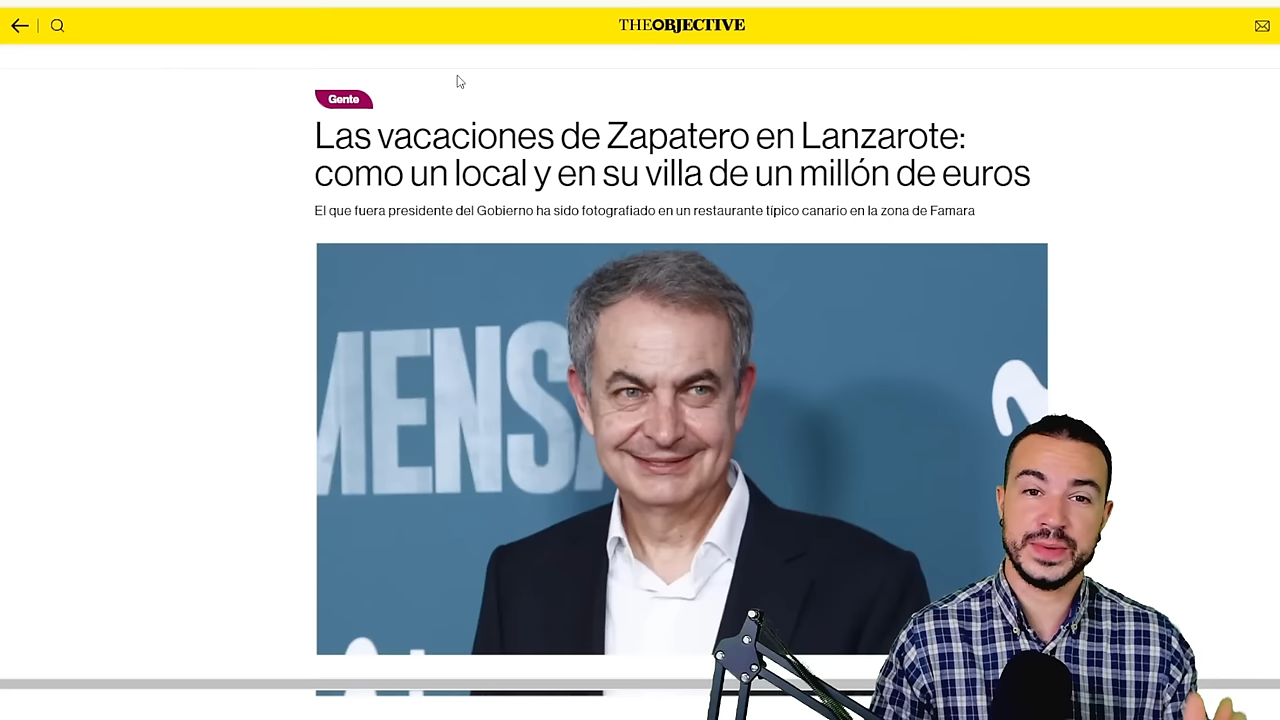 THEOBJECTIVE
Gente
Las vacaciones de Zapatero en Lanzarote:
como un local y en su villa de un millón de euros
El que fuera presidente del Gobierno ha sido fotografiado en un restaurante típico canario en la zona de Famara
MENS